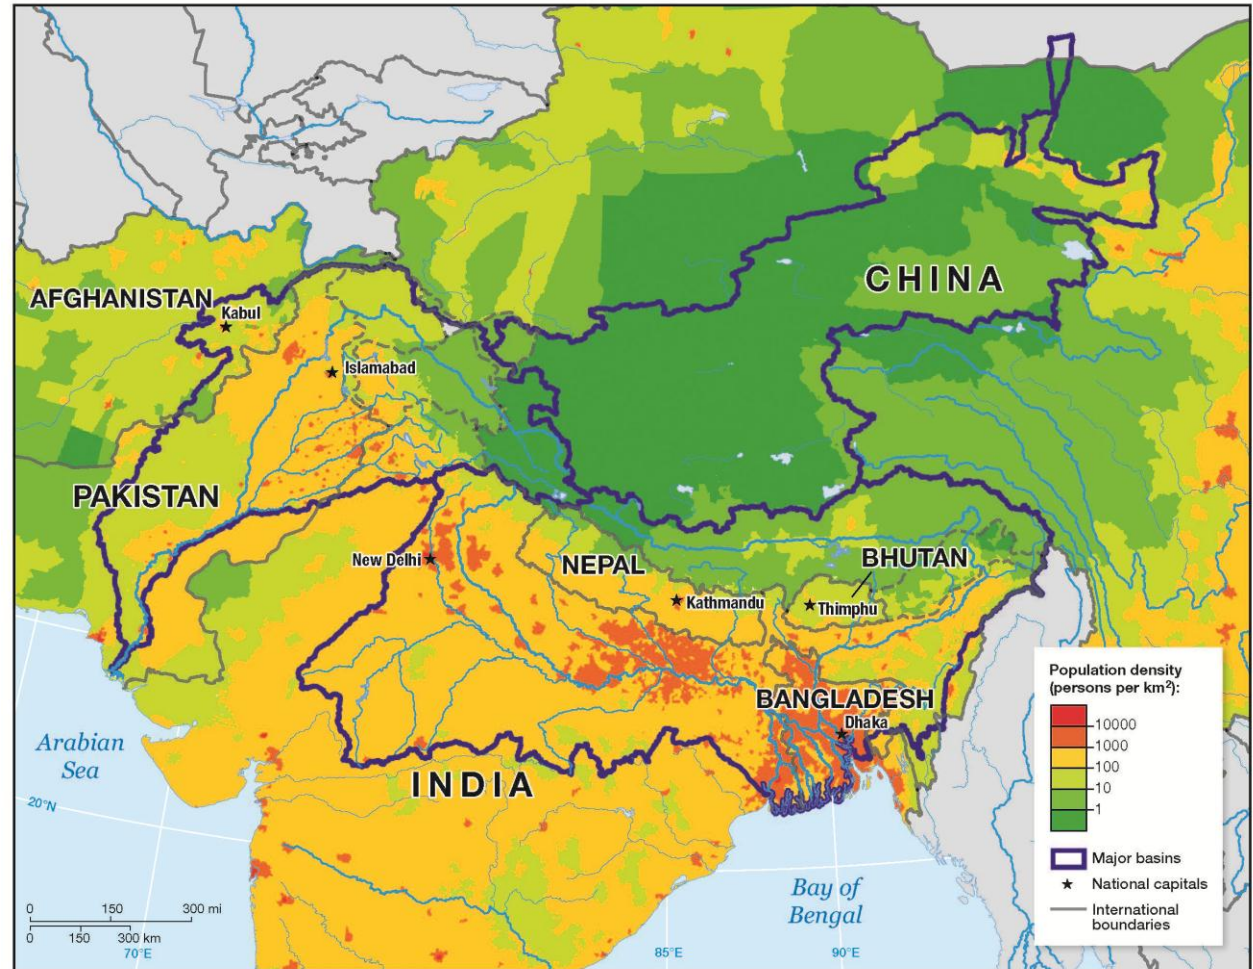 CHINA
AFGHANISTAN
Kabul
Islamabad
PAKISTAN
New Delhi
NEPAL
BHUTAN
Kathmandu
Thimphu
BANGLADESH
Dhaka
INDIA
Arabian
Sea
20°N
Bay of
Bengal
70°E
85°E
90°E
0 150 300 mi
0 150 300 km
Population density
(persons per km²):
10000
1000
100
10
1
Major basins
National capitals
International
boundaries